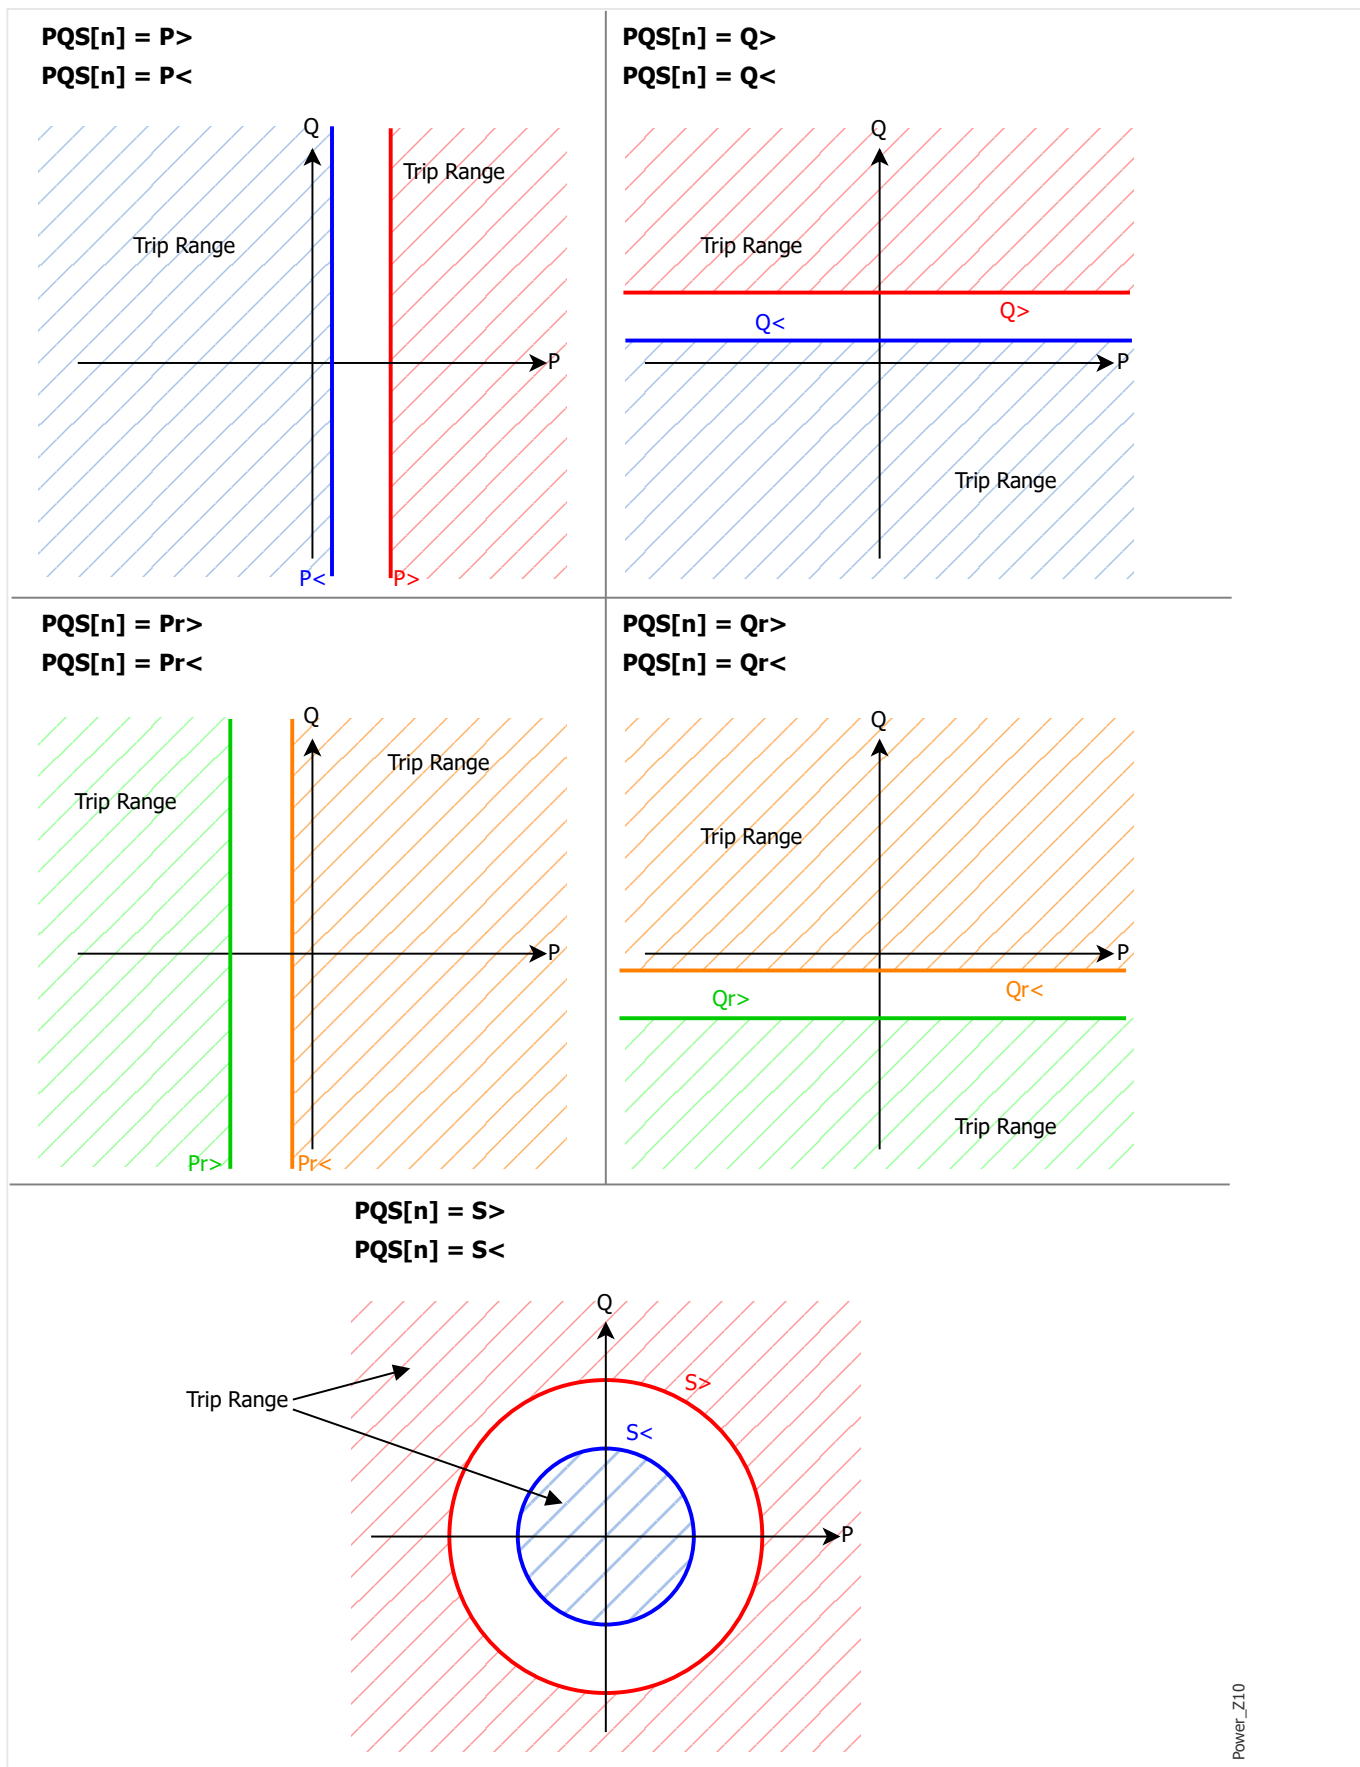 PQS[n] = P>
PQS[n] = P<
Q
Trip Range
Trip Range
P
P<
P>
PQS[n] = Q>
PQS[n] = Q<
Q
Trip Range
Q>
Q<
P
Trip Range
PQS[n] = Pr>
PQS[n] = Pr<
Q
Trip Range
Trip Range
P
Pr>
Pr<
PQS[n] = Qr>
PQS[n] = Qr<
Q
Trip Range
P
Qr<
Qr>
Trip Range
PQS[n] = S>
PQS[n] = S<
Q
S>
Trip Range
S<
P
Power_Z10